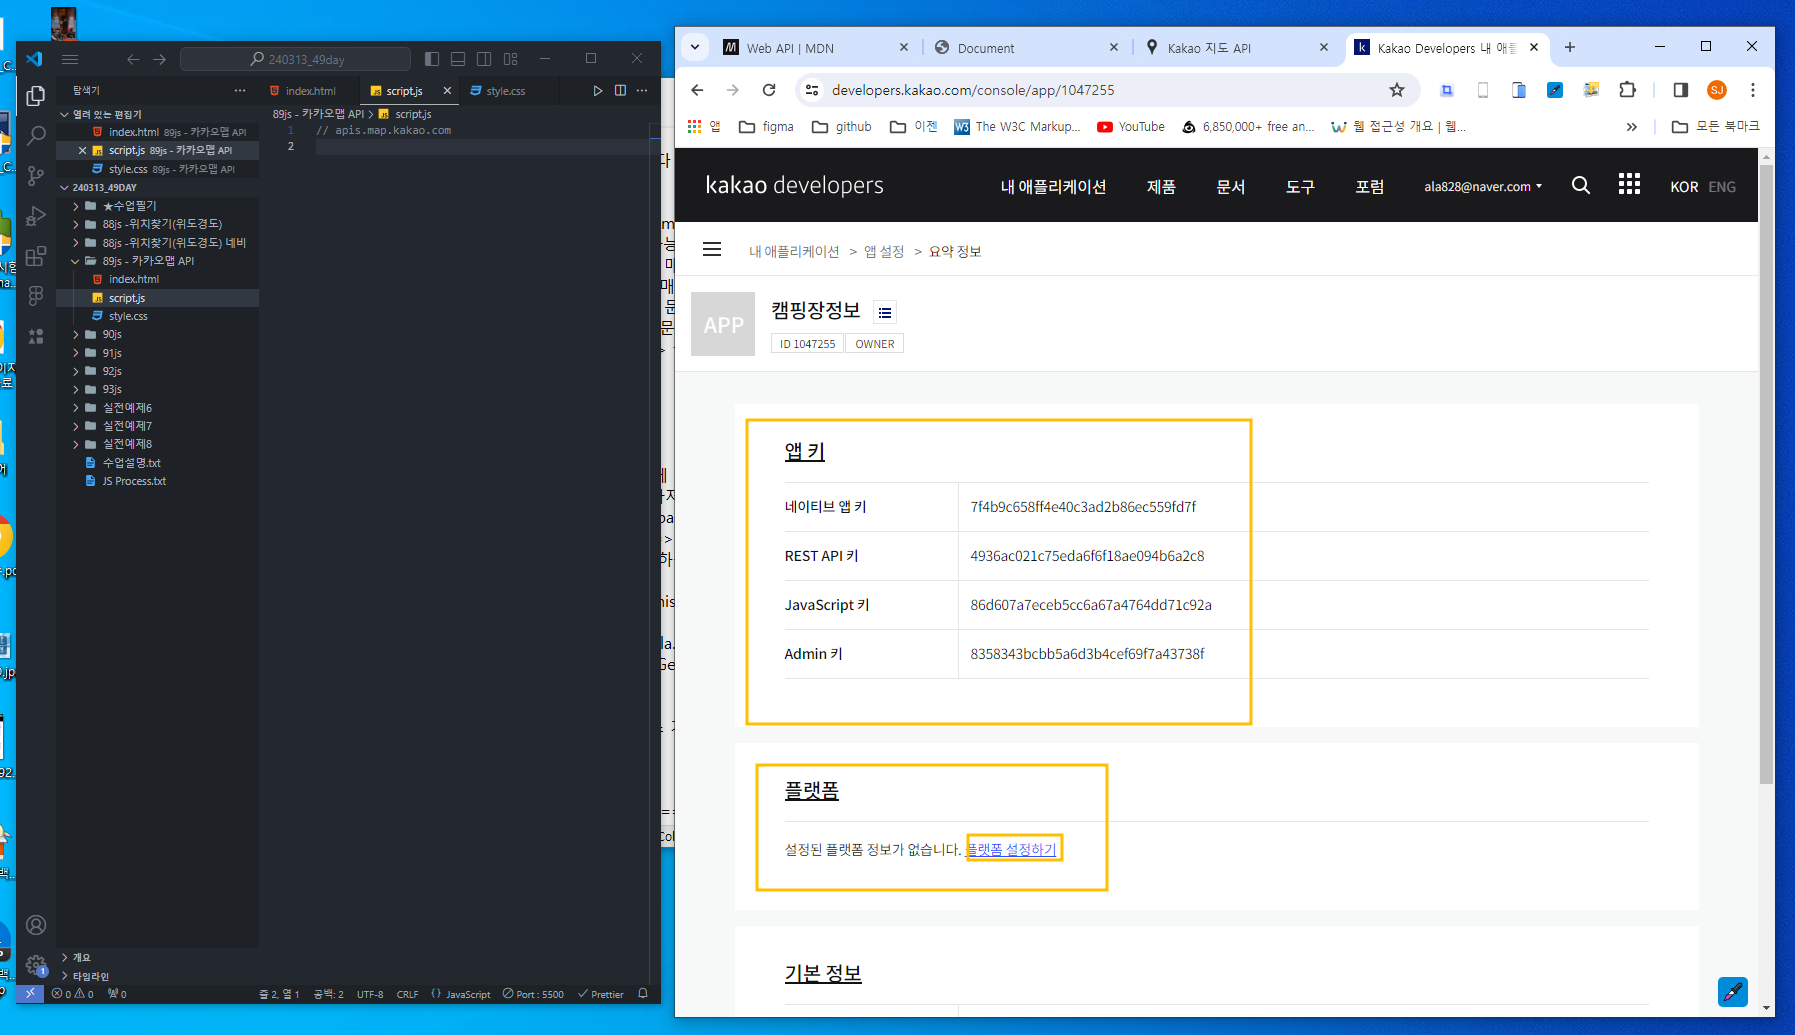 240313_49day
탐색기
index.html
script.js
style.css
열려 있는 편집기
index.html 89js - 카카오맵 API
script.js 89js - 카카오맵 API
style.css 89js - 카카오맵 API
240313_49DAY
★수업필기
88js -위치찾기(위도경도)
88js -위치찾기(위도경도) 네비
89js - 카카오맵 API
index.html
script.js
style.css
90js
91js
92js
93js
실전예제6
실전예제7
실전예제8
수업설명.txt
JS Process.txt
개요
타임라인
89js - 카카오맵 API > script.js
1 // apis.map.kakao.com
2
0 0 0
줄 2, 열 1 공백: 2 UTF-8 CRLF {} JavaScript Port : 5500 Prettier
Web API | MDN
Document
Kakao 지도 API
Kakao Developers 내 애플
developers.kakao.com/console/app/1047255
SJ
앱 figma github 이젠 The W3C Markup... YouTube 6,850,000+ free an... 웹 접근성 개요 | 웹... » 모든 북마크
kakao developers
내 애플리케이션 제품 문서 도구 포럼 ala828@naver.com KOR ENG
내 애플리케이션 > 앱 설정 > 요약 정보
APP
캠핑장정보
ID 1047255 OWNER
앱 키
네이티브 앱 키 7f4b9c658ff4e40c3ad2b86ec559fd7f
REST API 키 4936ac021c75eda6f6f18ae094b6a2c8
JavaScript 키 86d607a7eceb5cc6a67a4764dd71c92a
Admin 키 8358343bcbb5a6d3b4cef69f7a43738f
플랫폼
설정된 플랫폼 정보가 없습니다. 플랫폼 설정하기
기본 정보